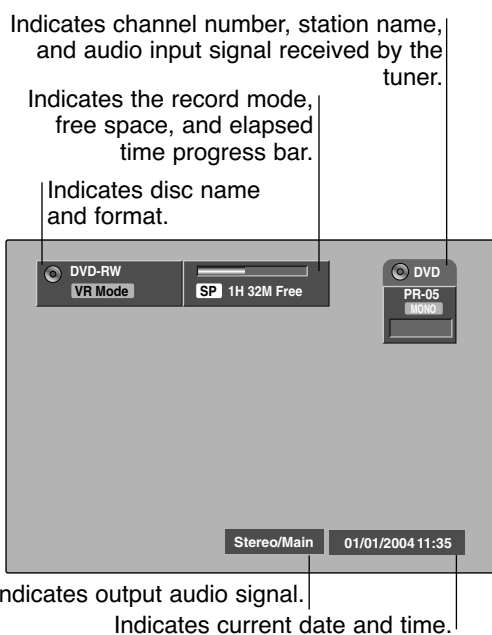 Indicates channel number, station name,
and audio input signal received by the
tuner.
Indicates the record mode,
free space, and elapsed
time progress bar.
Indicates disc name
and format.
DVD-RW
VR Mode
SP 1H 32M Free
DVD
PR-05
MONO
Stereo/Main
01/01/2004 11:35
ndicates output audio signal.
Indicates current date and time.